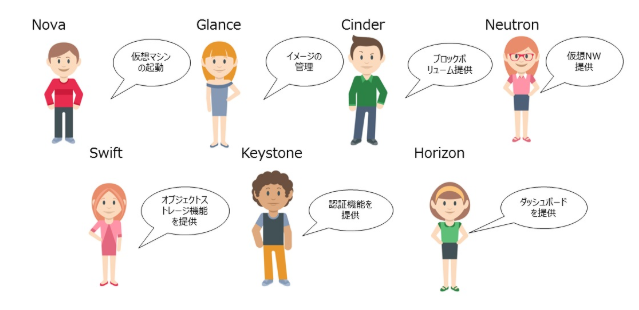 Nova
Glance
Cinder
Neutron
仮想マシン
の起動
イメージの
管理
ブロックボ
リューム提供
仮想NW
提供
Swift
Keystone
Horizon
オブジェクトス
トレージ機能
を提供
認証機能を
提供
ダッシュボード
を提供